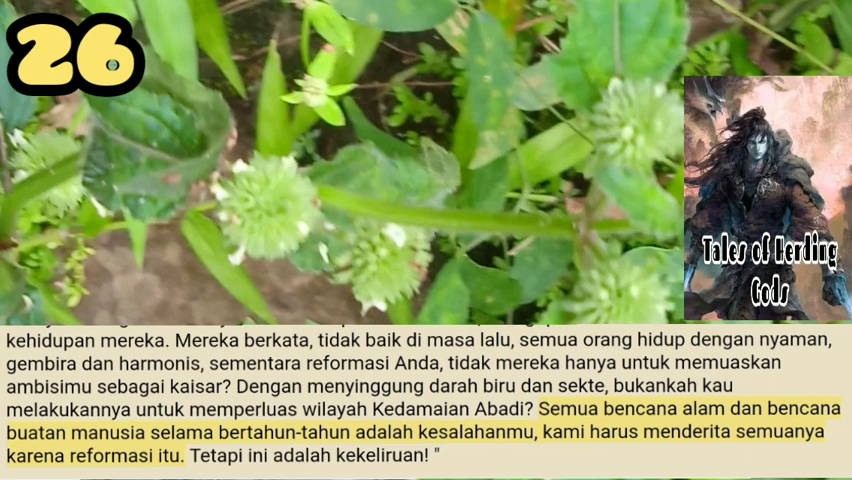 26
Tales of Herding
Gods
kehidupan mereka. Mereka berkata, tidak baik di masa lalu, semua orang hidup dengan nyaman,
gembira dan harmonis, sementara reformasi Anda, tidak mereka hanya untuk memuaskan
ambisimu sebagai kaisar? Dengan menyinggung darah biru dan sekte, bukankah kau
melakukannya untuk memperluas wilayah Kedamaian Abadi? Semua bencana alam dan bencana
buatan manusia selama bertahun-tahun adalah kesalahanmu, kami harus menderita semuanya
karena reformasi itu. Tetapi ini adalah kekeliruan! "